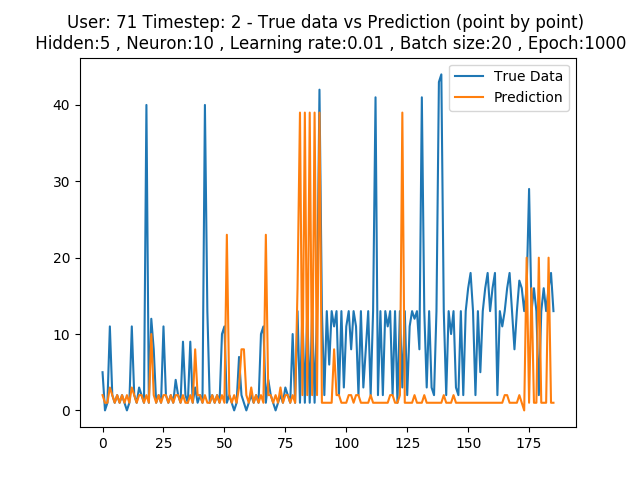 User: 71 Timestep: 2 - True data vs Prediction (point by point)
Hidden:5 , Neuron:10 , Learning rate:0.01 , Batch size:20 , Epoch:1000
True Data
Prediction
40
30
20
10
0
0 25 50 75 100 125 150 175